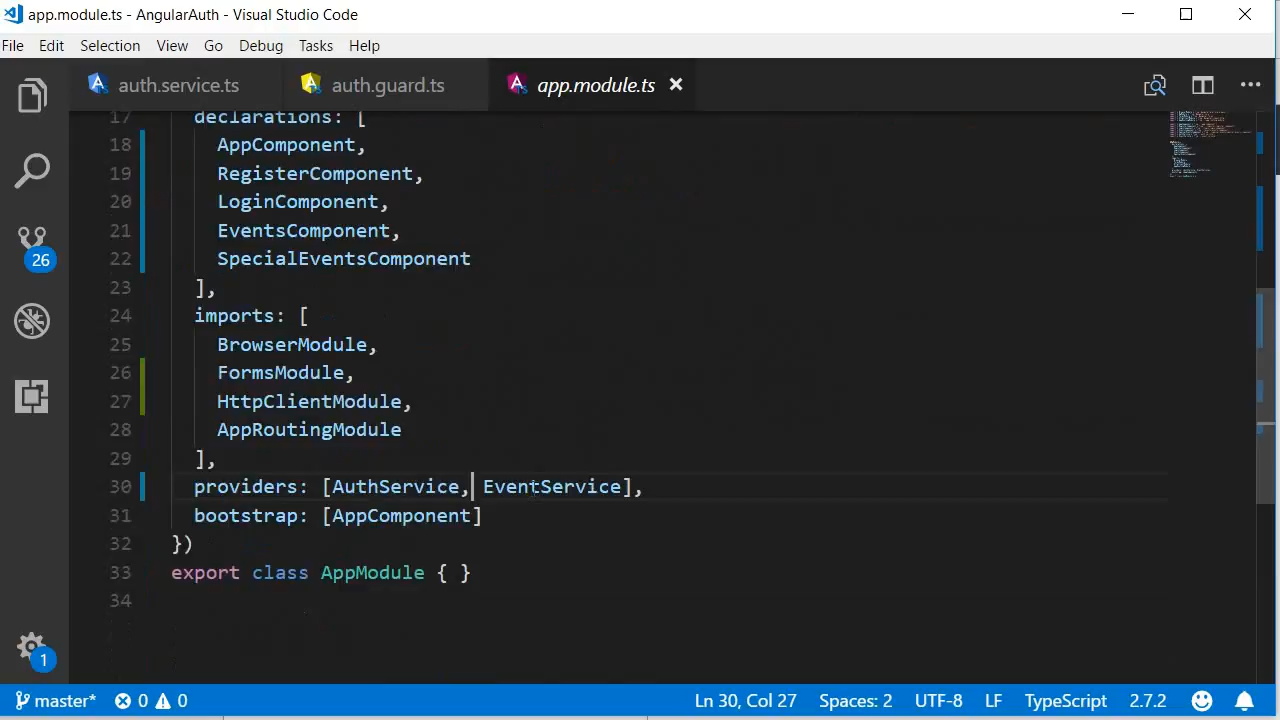 app.module.ts - AngularAuth - Visual Studio Code
File Edit Selection View Go Debug Tasks Help
auth.service.ts auth.guard.ts app.module.ts
17 declarations: [
18 AppComponent,
19 RegisterComponent,
20 LoginComponent,
21 EventsComponent,
22 SpecialEventsComponent
23 ],
24 imports: [
25 BrowserModule,
26 FormsModule,
27 HttpClientModule,
28 AppRoutingModule
29 ],
30 providers: [AuthService, EventService],
31 bootstrap: [AppComponent]
32 })
33 export class AppModule { }
34
26
1
master* 0 0 Ln 30, Col 27 Spaces: 2 UTF-8 LF TypeScript 2.7.2